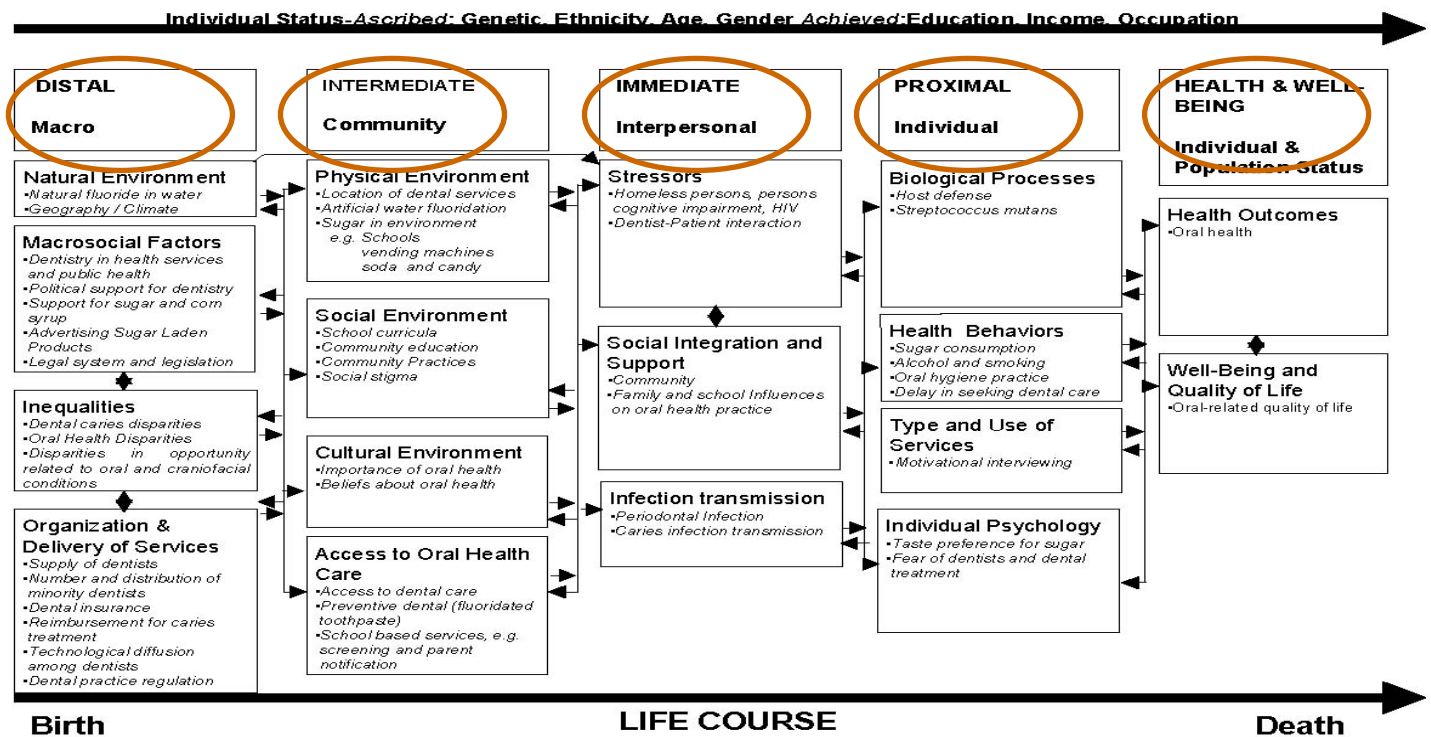 Individual Status-Ascribed: Genetic, Ethnicity, Age, Gender Achieved:Education, Income, Occupation
DISTAL
Macro
Natural Environment
▪Natural fluoride in water
▪Geography / Climate
Macrosocial Factors
▪Dentistry in health services
and public health
▪Political support for dentistry
▪Support for sugar and corn
syrup
▪Advertising Sugar Laden
Products
▪Legal system and legislation
Inequalities
▪Dental caries disparities
▪Oral Health Disparities
▪Disparities in opportunity
related to oral and craniofacial
conditions
Organization &
Delivery of Services
▪Supply of dentists
▪Number and distribution of
minority dentists
▪Dental insurance
▪Reimbursement for caries
treatment
▪Technological diffusion
among dentists
▪Dental practice regulation
INTERMEDIATE
Community
Physical Environment
▪Location of dental services
▪Artificial water fluoridation
▪Sugar in environment
e.g. Schools
vending machines
soda and candy
Social Environment
▪School curricula
▪Community education
▪Community Practices
▪Social stigma
Cultural Environment
▪Importance of oral health
▪Beliefs about oral health
Access to Oral Health
Care
▪Access to dental care
▪Preventive dental (fluoridated
toothpaste)
▪School based services, e.g.
screening and parent
notification
IMMEDIATE
Interpersonal
Stressors
▪Homeless persons, persons
cognitive impairment, HIV
▪Dentist-Patient interaction
Social Integration and
Support
▪Community
▪Family and school Influences
on oral health practice
Infection transmission
▪Periodontal Infection
▪Caries infection transmission
PROXIMAL
Individual
Biological Processes
▪Host defense
▪Streptococcus mutans
Health Behaviors
▪Sugar consumption
▪Alcohol and smoking
▪Oral hygiene practice
▪Delay in seeking dental care
Type and Use of
Services
▪Motivational interviewing
Individual Psychology
▪Taste preference for sugar
▪Fear of dentists and dental
treatment
HEALTH & WELL-
BEING
Individual &
Population Status
Health Outcomes
▪Oral health
Well-Being and
Quality of Life
▪Oral-related quality of life
Birth
LIFE COURSE
Death